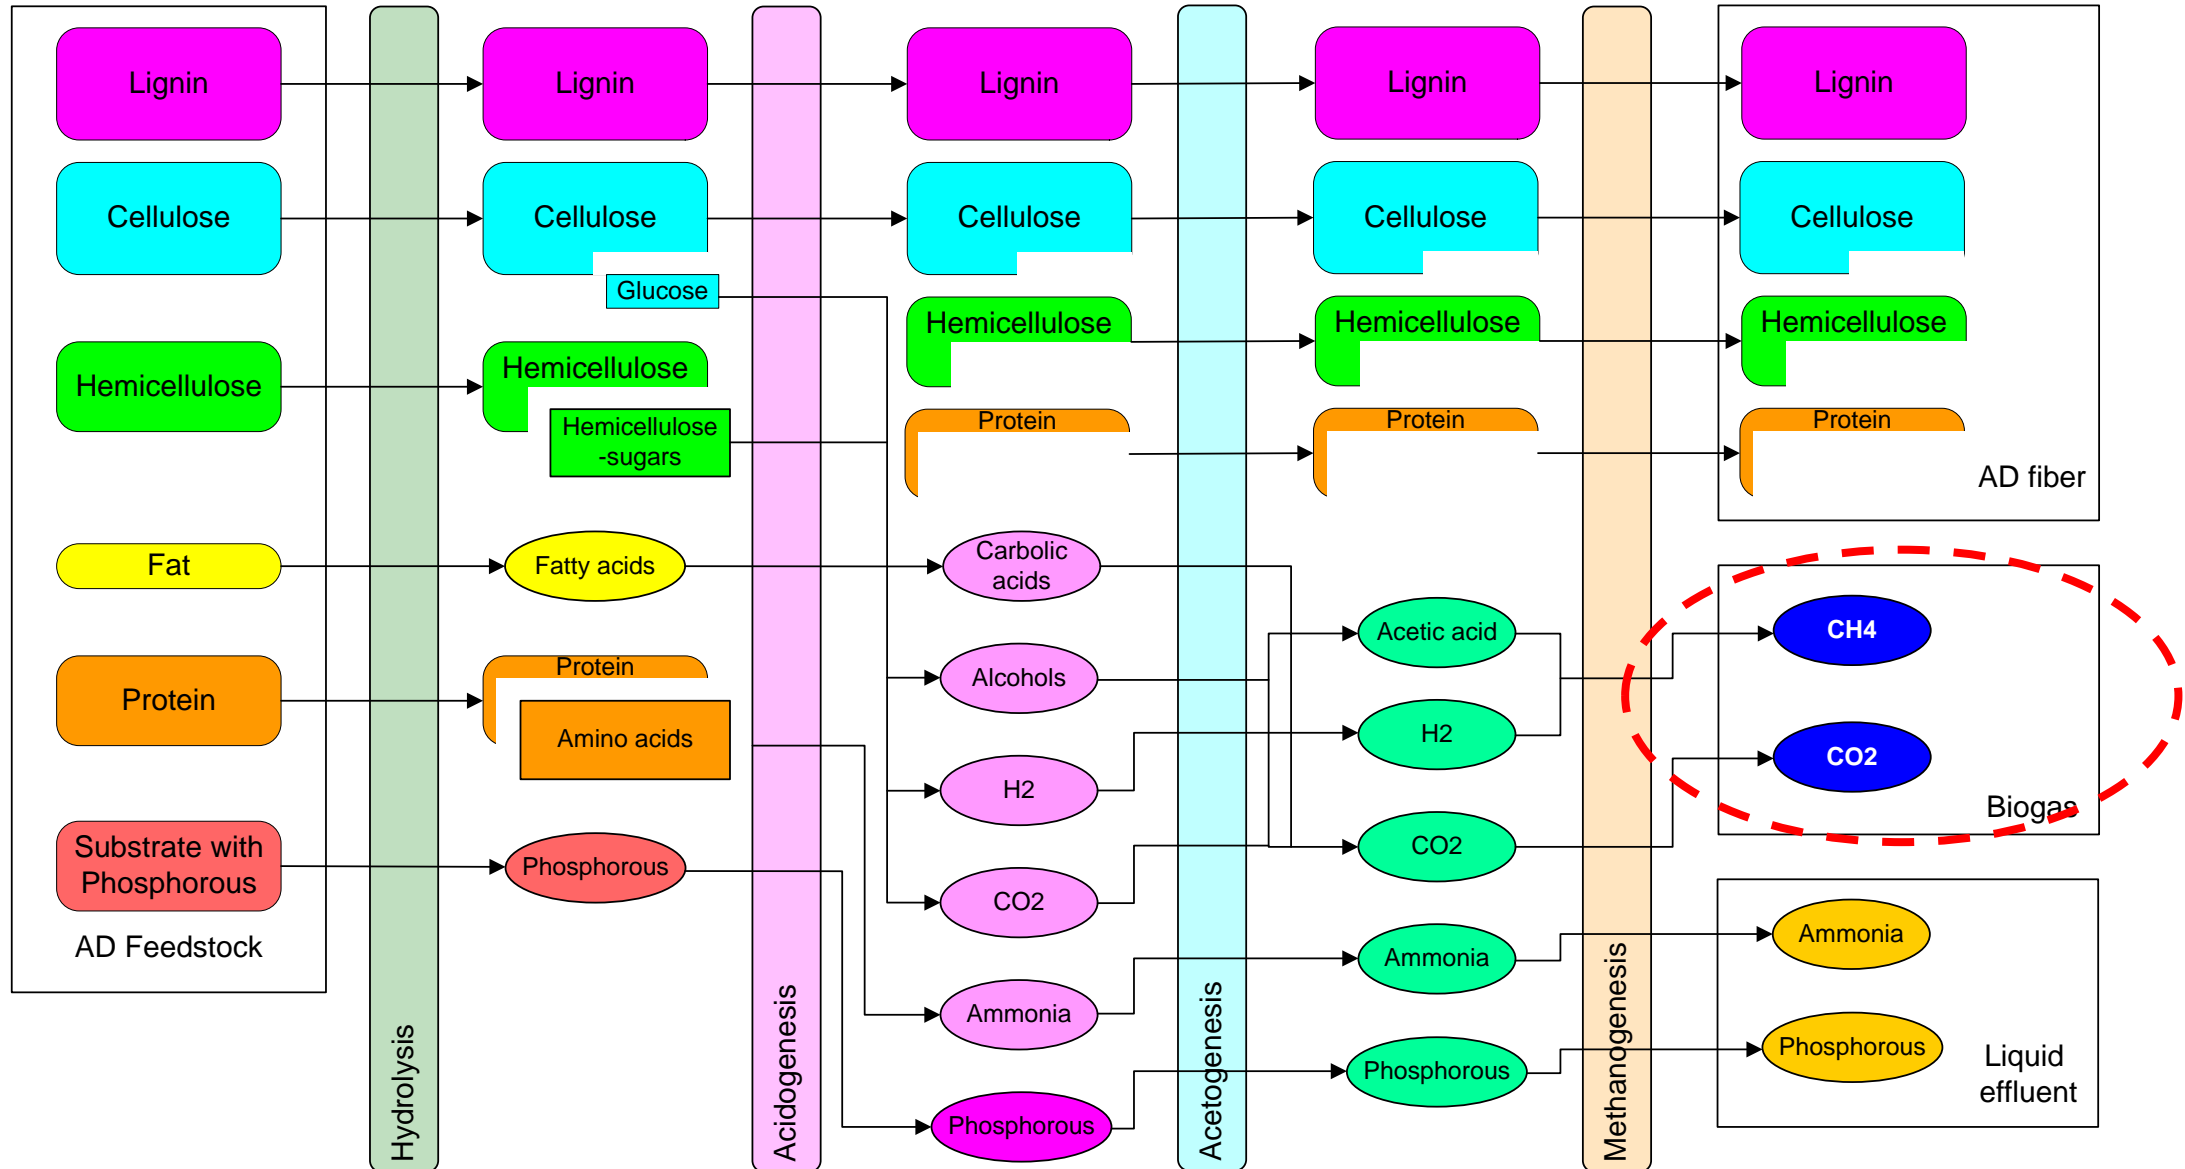 Lignin
Lignin
Lignin
Lignin
Lignin
Cellulose
Cellulose
Cellulose
Cellulose
Cellulose
Glucose
Hemicellulose
Hemicellulose
Hemicellulose
Hemicellulose
Hemicellulose
Hemicellulose
-sugars
Protein
Protein
Protein
AD fiber
Fat
Fatty acids
Carbolic
acids
Protein
Protein
Amino acids
Alcohols
Acetic acid
CH4
H2
H2
CO2
Biogas
Substrate with
Phosphorous
Phosphorous
CO2
CO2
AD Feedstock
Ammonia
Ammonia
Ammonia
Phosphorous
Phosphorous
Phosphorous
Liquid
effluent
Hydrolysis
Acidogenesis
Acetogenesis
Methanogenesis